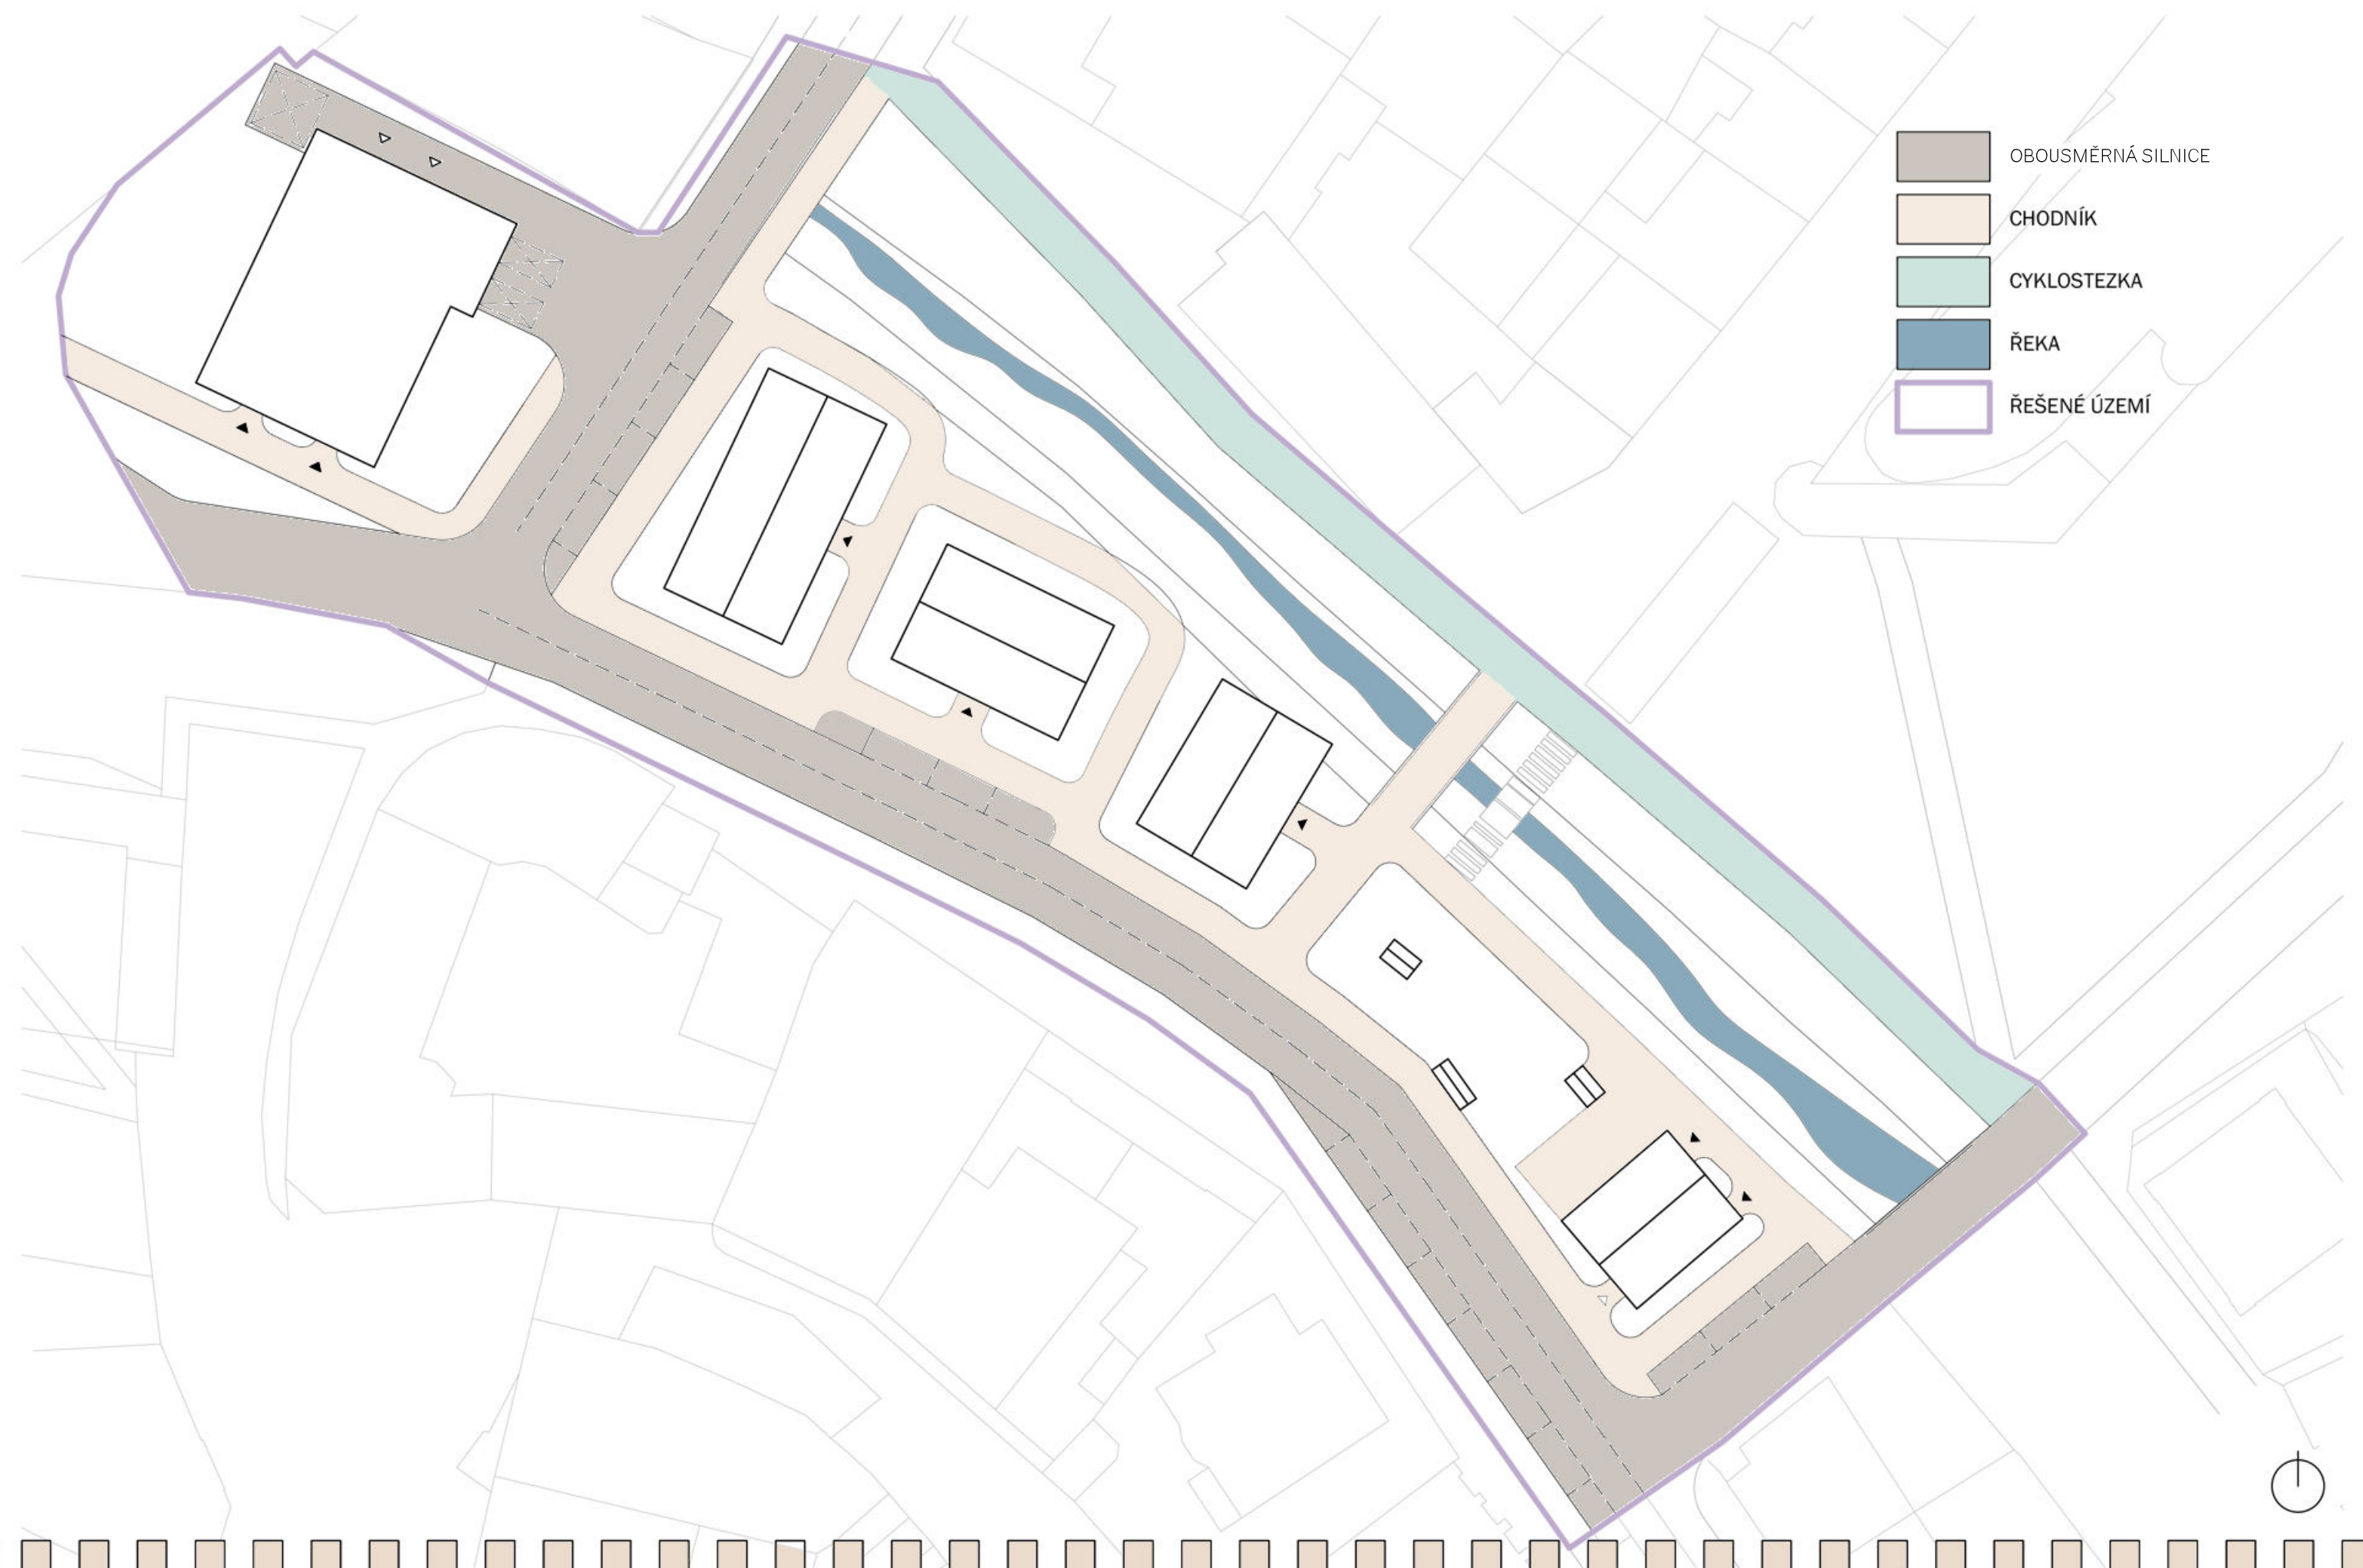 OBOUSMĚRNÁ SILNICE
CHODNÍK
CYKLOSTEZKA
ŘEKA
ŘEŠENÉ ÚZEMÍ